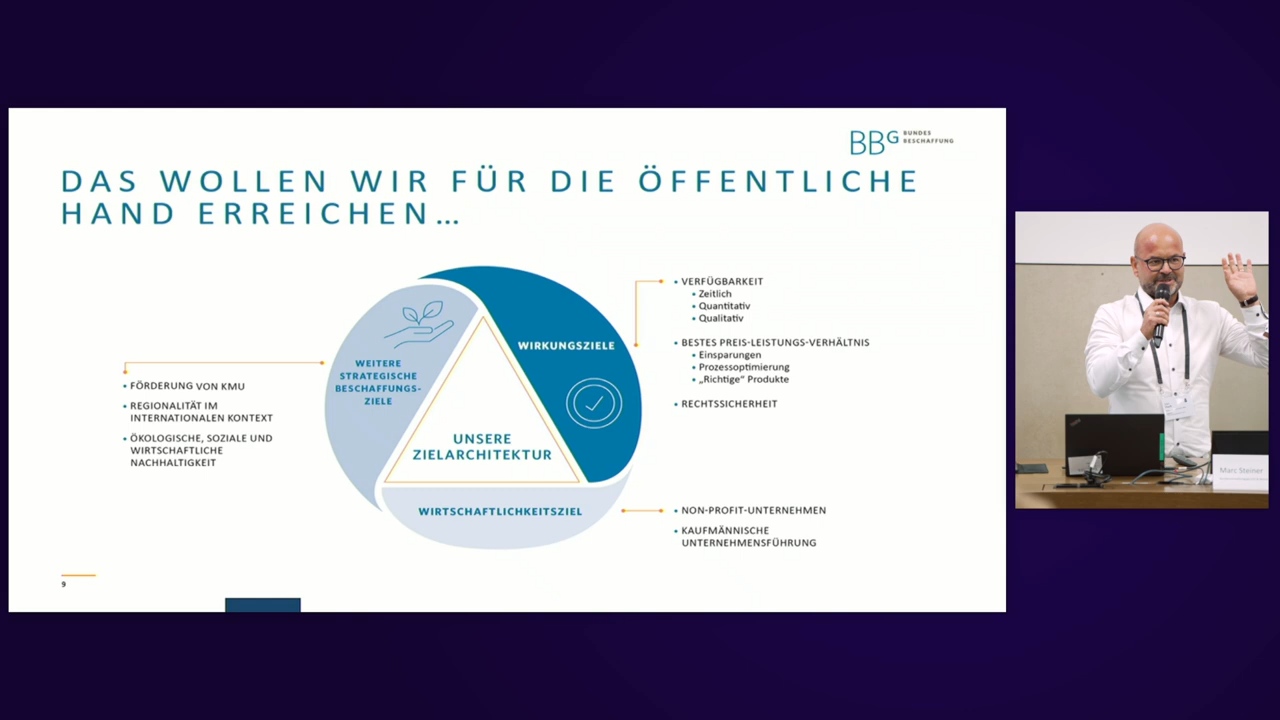 BBG BUNDES
BESCHAFFUNG
DAS WOLLEN WIR FÜR DIE ÖFFENTLICHE
HAND ERREICHEN…
WEITERE
STRATEGISCHE
BESCHAFFUNGS-
ZIELE
• FÖRDERUNG VON KMU
• REGIONALITÄT IM
INTERNATIONALEN KONTEXT
• ÖKOLOGISCHE, SOZIALE UND
WIRTSCHAFTLICHE
NACHHALTIGKEIT
UNSERE
ZIELARCHITEKTUR
WIRKUNGSZIELE
• VERFÜGBARKEIT
• Zeitlich
• Quantitativ
• Qualitativ
• BESTES PREIS-LEISTUNGS-VERHÄLTNIS
• Einsparungen
• Prozessoptimierung
• „Richtige" Produkte
• RECHTSSICHERHEIT
WIRTSCHAFTLICHKEITSZIEL
• NON-PROFIT-UNTERNEHMEN
• KAUFMÄNNISCHE
UNTERNEHMENSFÜHRUNG
9
Marc Steiner